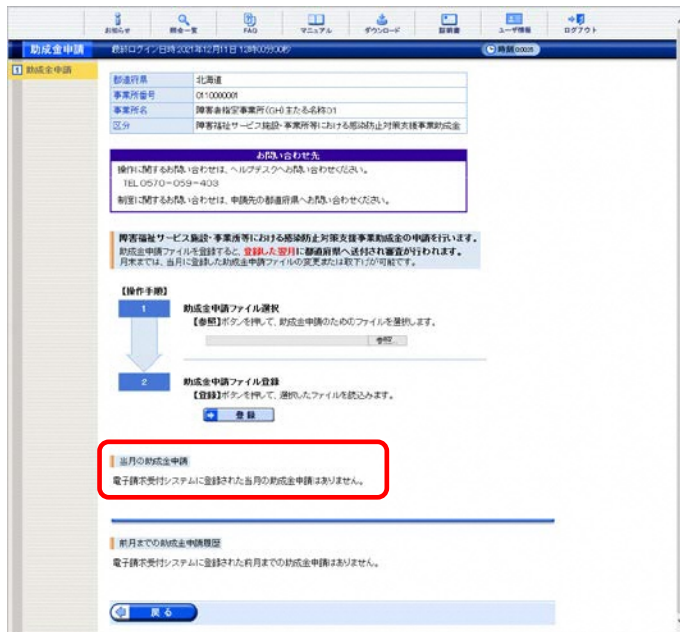 お知らせ 照会一覧 FAQ マニュアル ダウンロード 証明書 ユーザ情報 ログアウト
助成金申請 最終ログイン日時:2021年12月11日 12時00分00秒
1 助成金申請
都道府県 北海道
事業所番号 0110000001
事業所名 障害者指定事業所(GH)主たる名称01
区分 障害福祉サービス施設・事業所等における感染防止対策支援事業助成金
お問い合わせ先
操作に関するお問い合わせは、ヘルプデスクへお問い合わせください。
TEL 0570-059-403
制度に関するお問い合わせは、申請先の都道府県へお問い合わせください。
障害福祉サービス施設・事業所等における感染防止対策支援事業助成金の申請を行います。
助成金申請ファイルを登録すると、登録した翌月に都道府県へ送付され審査が行われます。
月末までは、当月に登録した助成金申請ファイルの変更または取下げが可能です。
【操作手順】
1 助成金申請ファイル選択
【参照】ボタンを押して、助成金申請のためのファイルを選択します。
参照...
2 助成金申請ファイル登録
【登録】ボタンを押して、選択したファイルを読込みます。
登録
当月の助成金申請
電子請求受付システムに登録された当月の助成金申請はありません。
前月までの助成金申請履歴
電子請求受付システムに登録された前月までの助成金申請はありません。
戻る